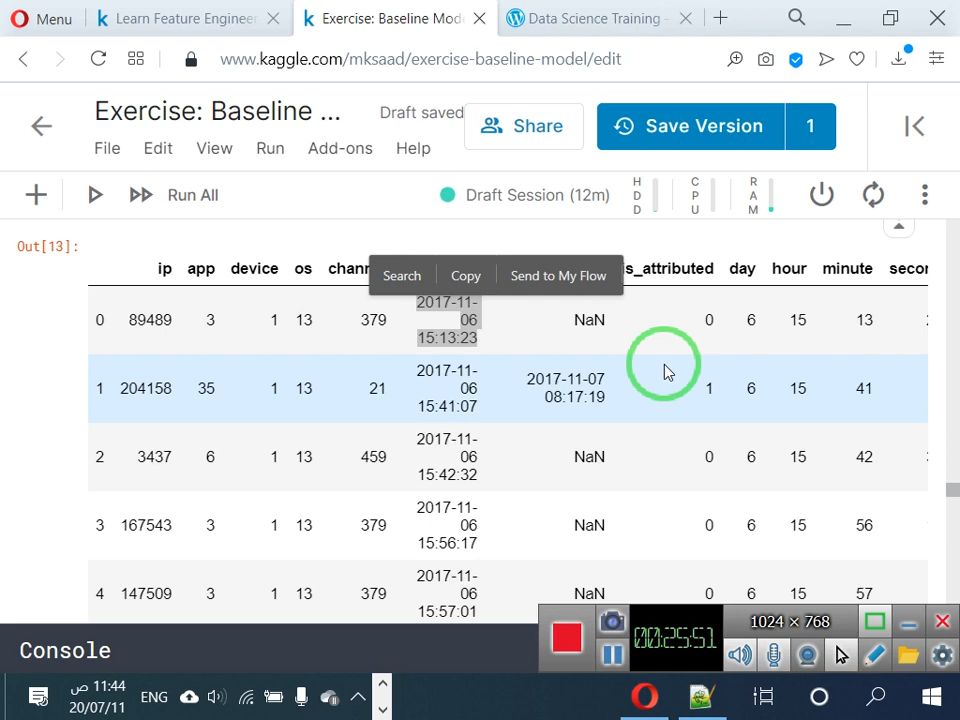 Menu
Learn Feature Engineer
Exercise: Baseline Mod
Data Science Training -
www.kaggle.com/mksaad/exercise-baseline-model/edit
Exercise: Baseline ...
Draft saved
Share
Save Version
1
File Edit View Run Add-ons Help
Run All
Draft Session (12m)
HDD
CPU
RAM
Out[13]:
ip app device os chann is_attributed day hour minute secon
Search Copy Send to My Flow
0 89489 3 1 13 379 2017-11-06 15:13:23 NaN 0 6 15 13
1 204158 35 1 13 21 2017-11-06 15:41:07 2017-11-07 08:17:19 1 6 15 41
2 3437 6 1 13 459 2017-11-06 15:42:32 NaN 0 6 15 42
3 167543 3 1 13 379 2017-11-06 15:56:17 NaN 0 6 15 56
4 147509 3 1 13 379 2017-11-06 15:57:01 NaN 0 6 15 57
Console
00:25:51
1024 × 768
11:44 ص
20/07/11
ENG